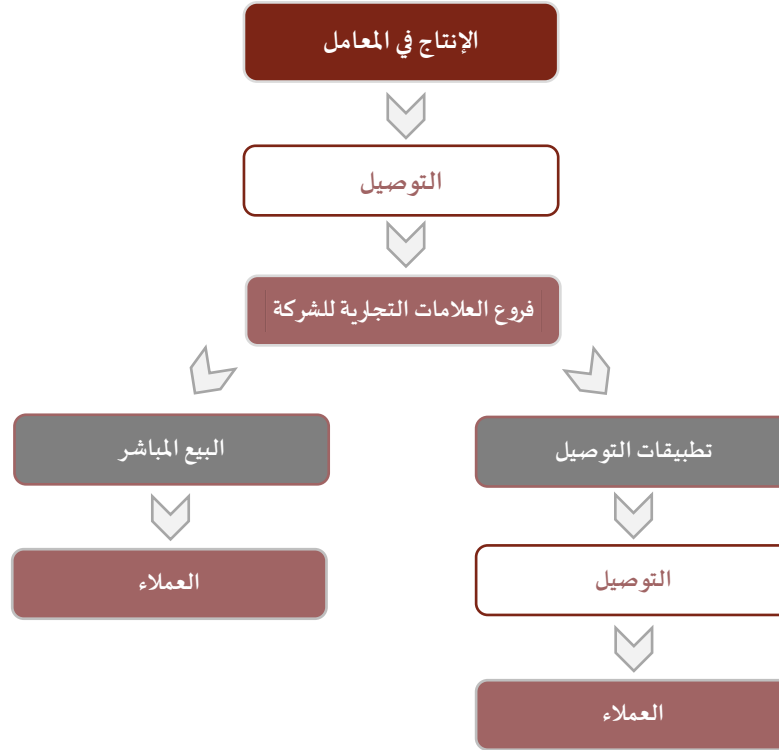 الإنتاج في المعامل
التوصيل
فروع العلامات التجارية للشركة
تطبيقات التوصيل
البيع المباشر
التوصيل
العملاء
العملاء